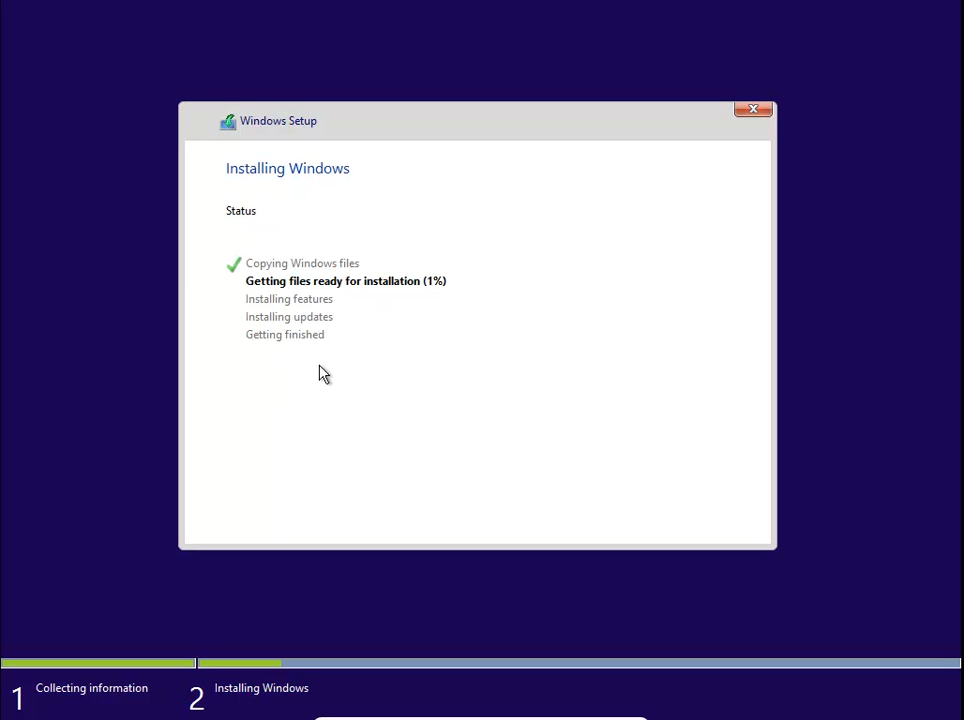 Windows Setup
Installing Windows
Status
Copying Windows files
Getting files ready for installation (1%)
Installing features
Installing updates
Getting finished
1 Collecting information
2 Installing Windows